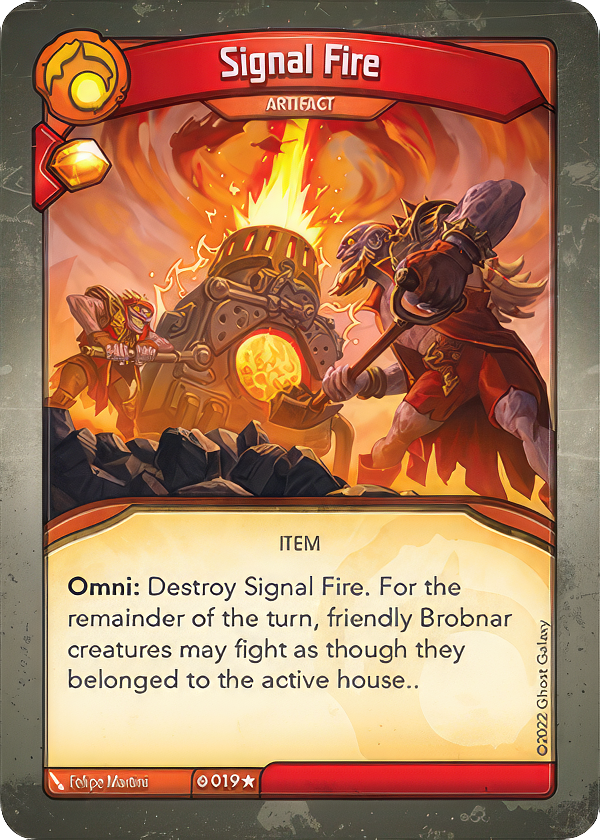 Signal Fire
ARTIFACT
ITEM
Omni: Destroy Signal Fire. For the
remainder of the turn, friendly Brobnar
creatures may fight as though they
belonged to the active house..
©2022 Ghost Galaxy
Felipe Martini
019★